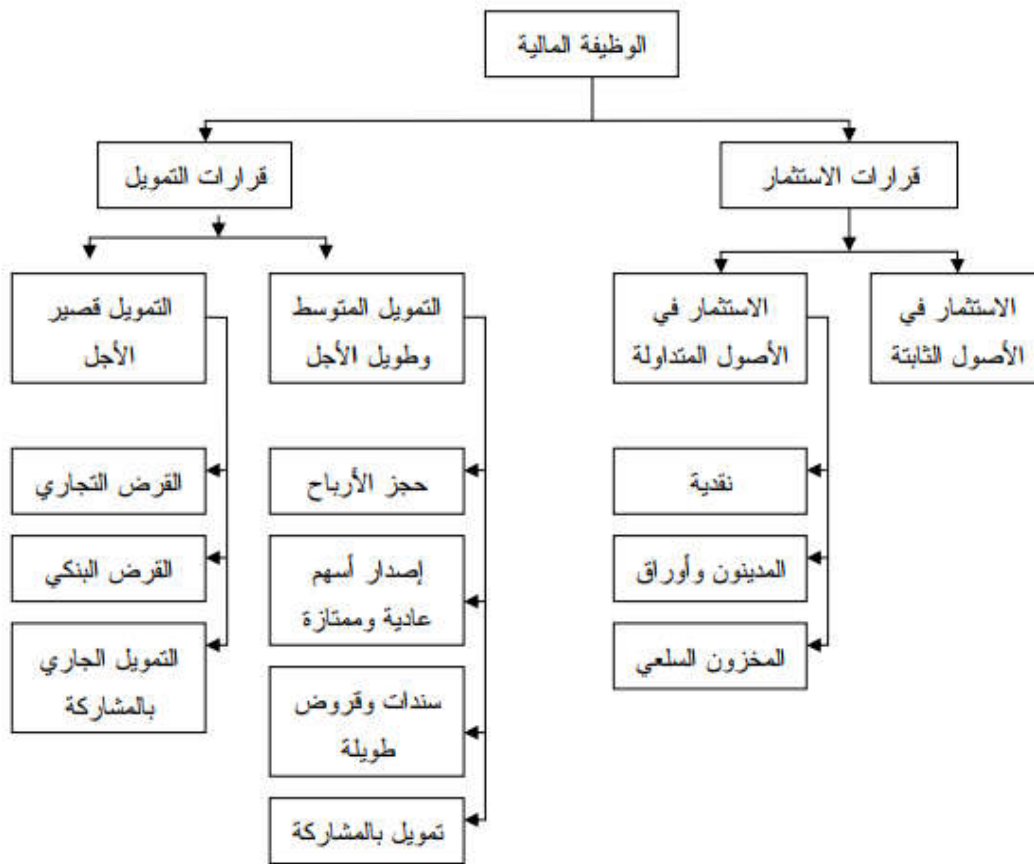 الوظيفة المالية
قرارات الاستثمار
قرارات التمويل
الاستثمار في
الأصول الثابتة
الاستثمار في
الأصول المتداولة
التمويل المتوسط
وطويل الأجل
التمويل قصير
الأجل
نقدية
المدينون وأوراق
المخزون السلعي
حجز الأرباح
إصدار أسهم
عادية وممتازة
سندات وقروض
طويلة
تمويل بالمشاركة
القرض التجاري
القرض البنكي
التمويل الجاري
بالمشاركة